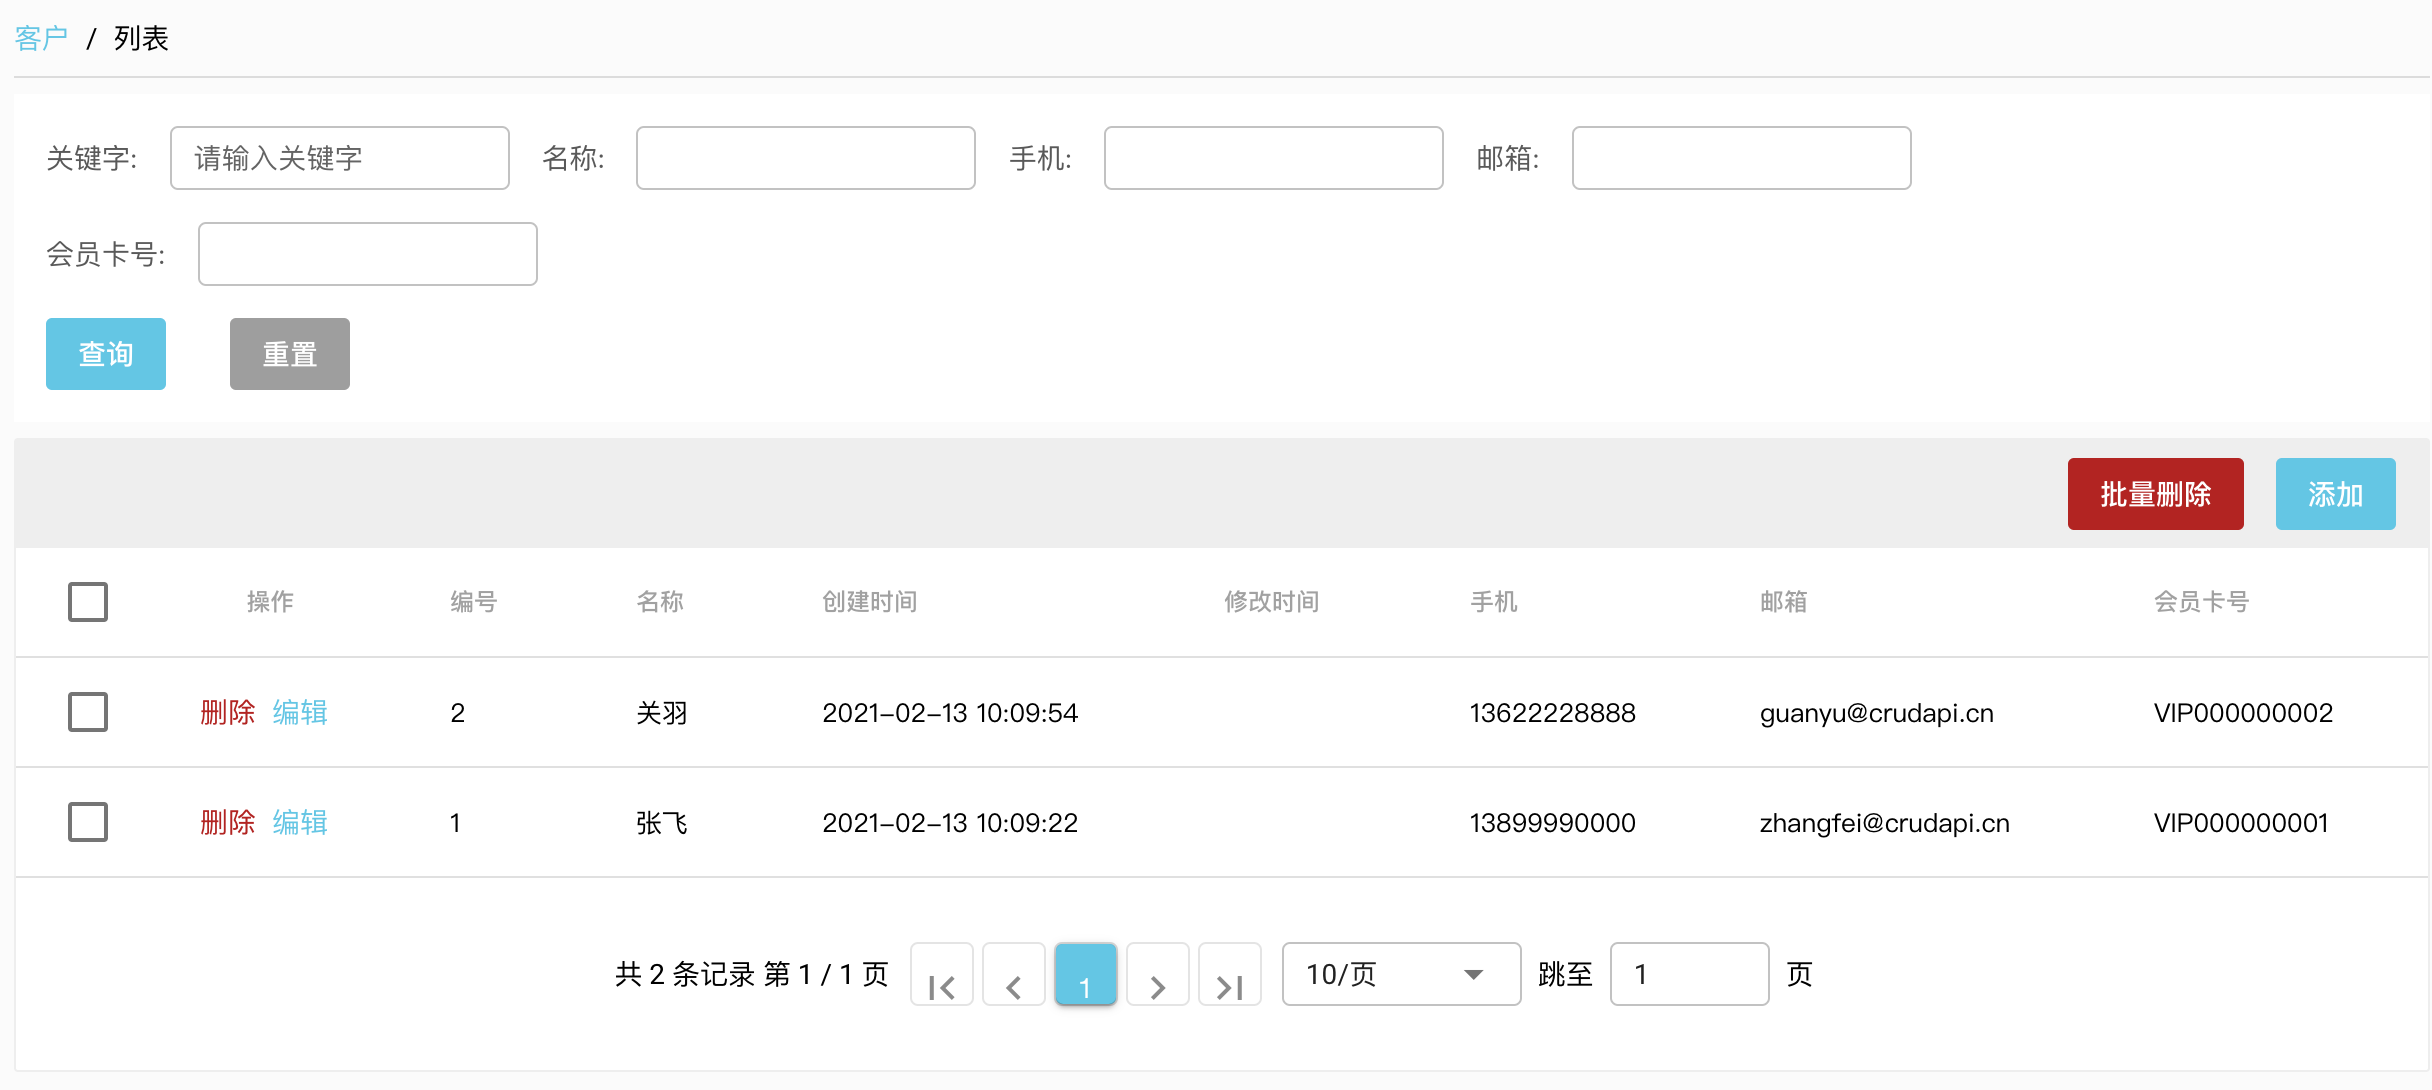 客户 / 列表
关键字: 请输入关键字 名称: 手机: 邮箱:
会员卡号:
查询 重置
批量删除 添加
操作 编号 名称 创建时间 修改时间 手机 邮箱 会员卡号
删除 编辑 2 关羽 2021-02-13 10:09:54 13622228888 guanyu@crudapi.cn VIP000000002
删除 编辑 1 张飞 2021-02-13 10:09:22 13899990000 zhangfei@crudapi.cn VIP000000001
共 2 条记录 第 1 / 1 页 1 10/页 跳至 1 页